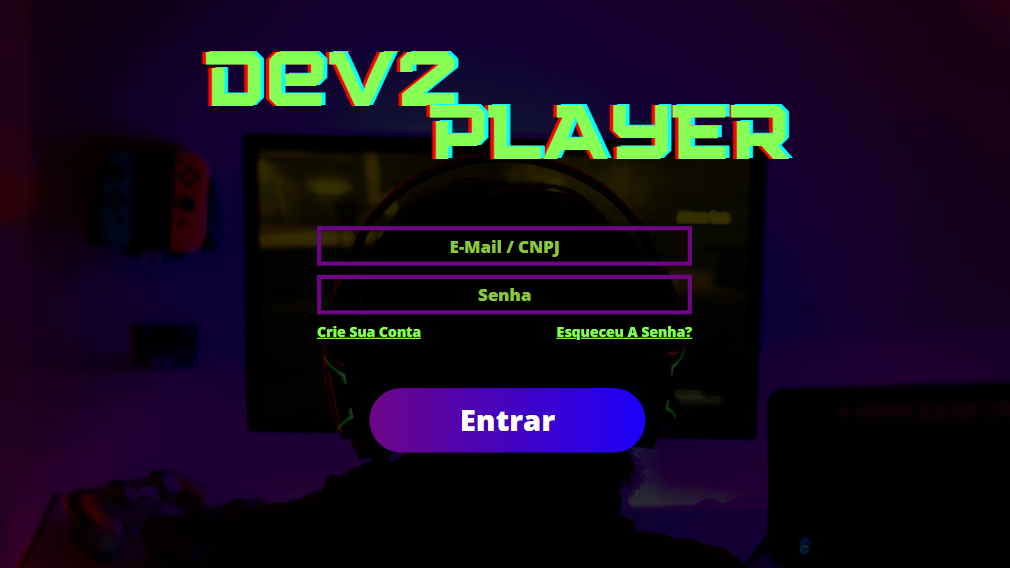 DEV2
PLAYER
E-Mail / CNPJ
Senha
Crie Sua Conta
Esqueceu A Senha?
Entrar